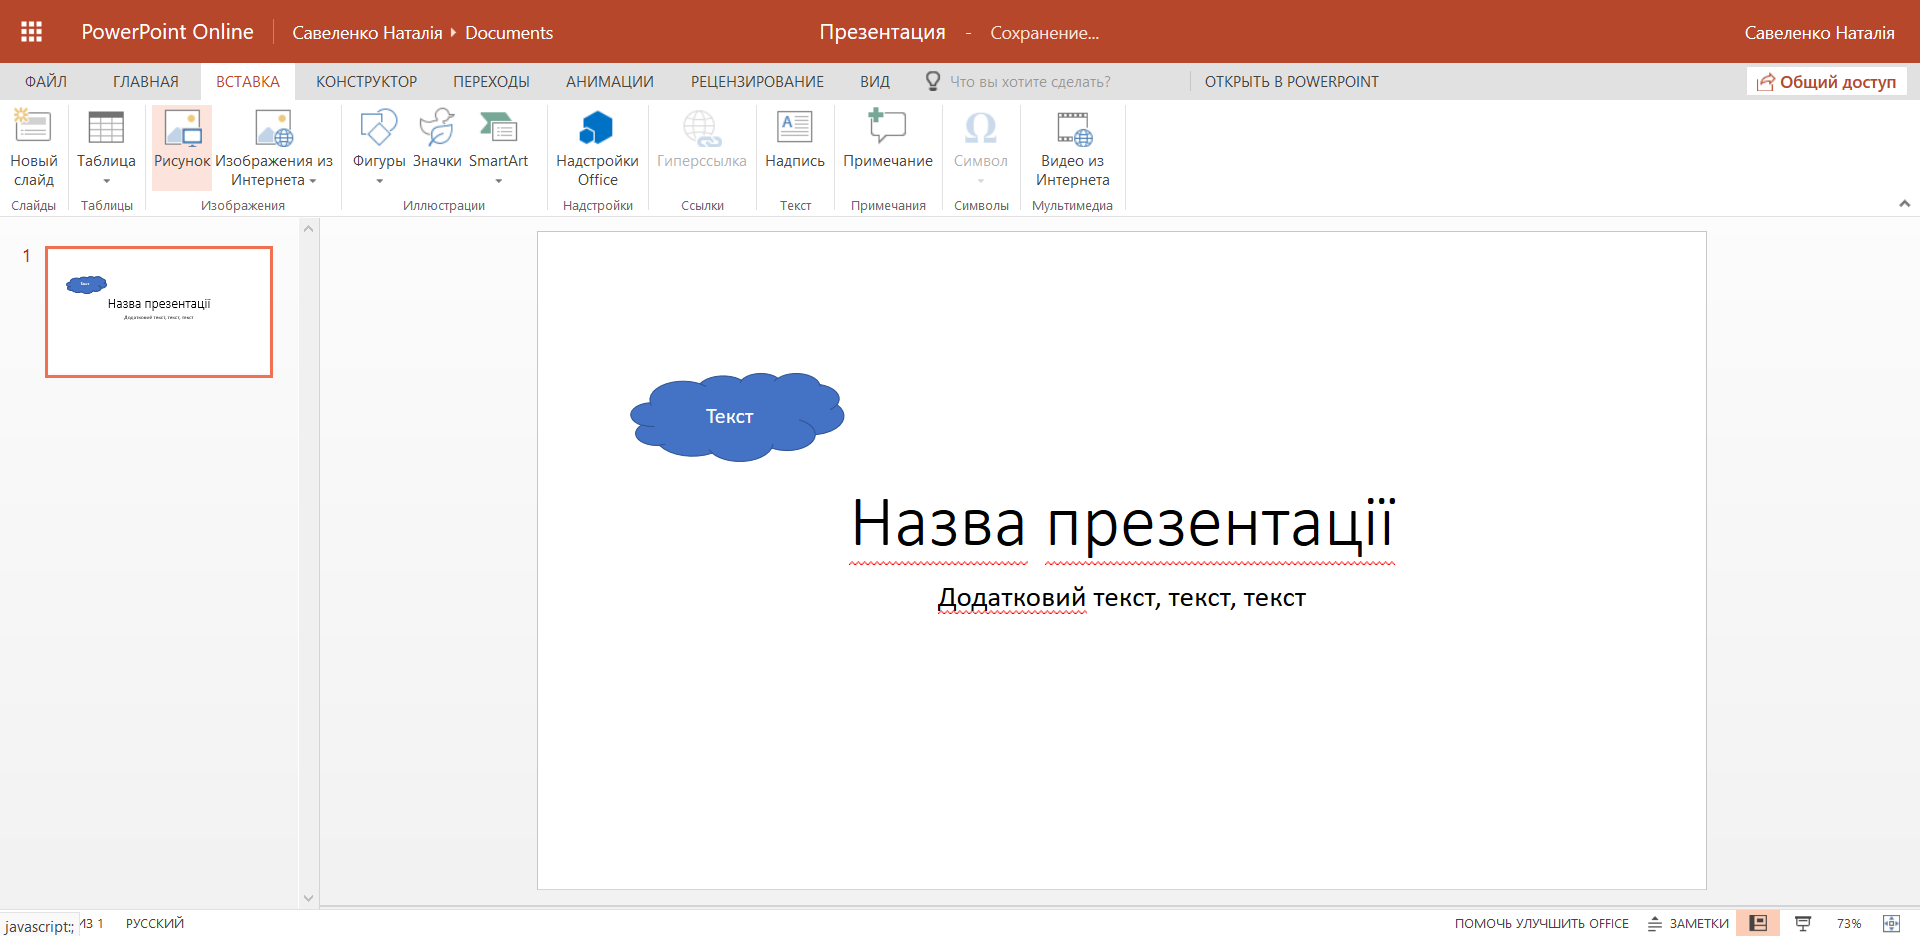 PowerPoint Online
Савеленко Наталія
Documents
Презентация - Сохранение...
Савеленко Наталія
ФАЙЛ
ГЛАВНАЯ
ВСТАВКА
КОНСТРУКТОР
ПЕРЕХОДЫ
АНИМАЦИИ
РЕЦЕНЗИРОВАНИЕ
ВИД
Что вы хотите сделать?
ОТКРЫТЬ В POWERPOINT
Общий доступ
Новый
слайд
Таблица
Рисунок
Изображения из
Интернета
Фигуры
Значки
SmartArt
Надстройки
Office
Гиперссылка
Надпись
Примечание
Символ
Видео из
Интернета
Слайды
Таблицы
Изображения
Иллюстрации
Надстройки
Ссылки
Текст
Примечания
Символы
Мультимедиа
1
Текст
Назва презентації
Додатковий текст, текст, текст
Текст
Назва презентації
Додатковий текст, текст, текст
javascript:;
ИЗ 1
РУССКИЙ
ПОМОЧЬ УЛУЧШИТЬ OFFICE
ЗАМЕТКИ
73%